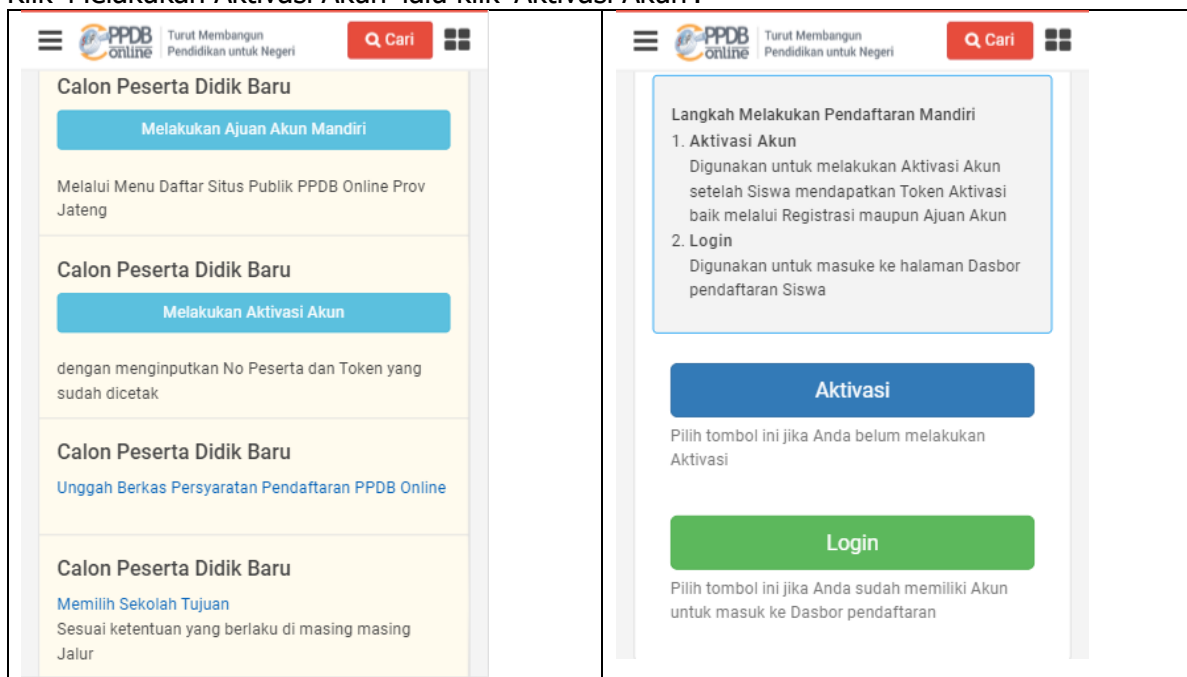 Klik 'Melakukan Aktivasi Akun' lalu klik 'Aktivasi Akun'.
PPDB online
Turut Membangun
Pendidikan untuk Negeri
Cari
Calon Peserta Didik Baru
Melakukan Ajuan Akun Mandiri
Melalui Menu Daftar Situs Publik PPDB Online Prov
Jateng
Calon Peserta Didik Baru
Melakukan Aktivasi Akun
dengan menginputkan No Peserta dan Token yang
sudah dicetak
Calon Peserta Didik Baru
Unggah Berkas Persyaratan Pendaftaran PPDB Online
Calon Peserta Didik Baru
Memilih Sekolah Tujuan
Sesuai ketentuan yang berlaku di masing masing
Jalur
PPDB online
Turut Membangun
Pendidikan untuk Negeri
Cari
Langkah Melakukan Pendaftaran Mandiri
1. Aktivasi Akun
Digunakan untuk melakukan Aktivasi Akun
setelah Siswa mendapatkan Token Aktivasi
baik melalui Registrasi maupun Ajuan Akun
2. Login
Digunakan untuk masuke ke halaman Dasbor
pendaftaran Siswa
Aktivasi
Pilih tombol ini jika Anda belum melakukan
Aktivasi
Login
Pilih tombol ini jika Anda sudah memiliki Akun
untuk masuk ke Dasbor pendaftaran